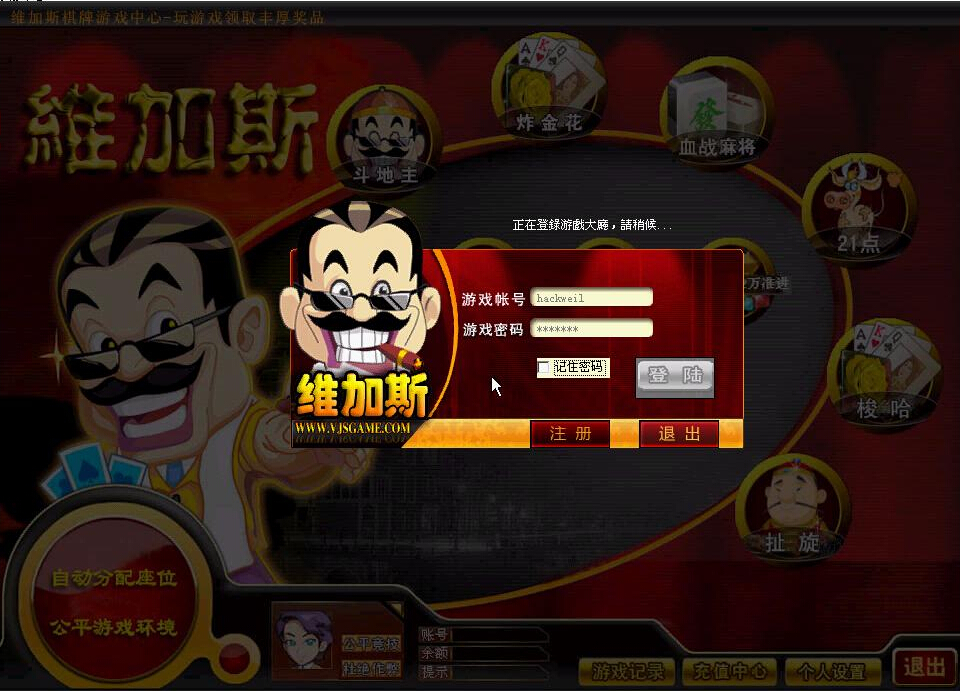 维加斯棋牌游戏中心-玩游戏领取丰厚奖品
維加斯
斗地主
炸金花
血战麻将
21点
梭哈
扯旋
正在登錄游戲大廳，請稍候...
游戏帐号 hackweil
游戏密码 *******
记住密码
登 陆
维加斯
WWW.VJSGAME.COM
注 册
退 出
自动分配座位
公平游戏环境
公平竞技
杜绝作弊
账号
余额
提示
游戏记录
充值中心
个人设置
退出